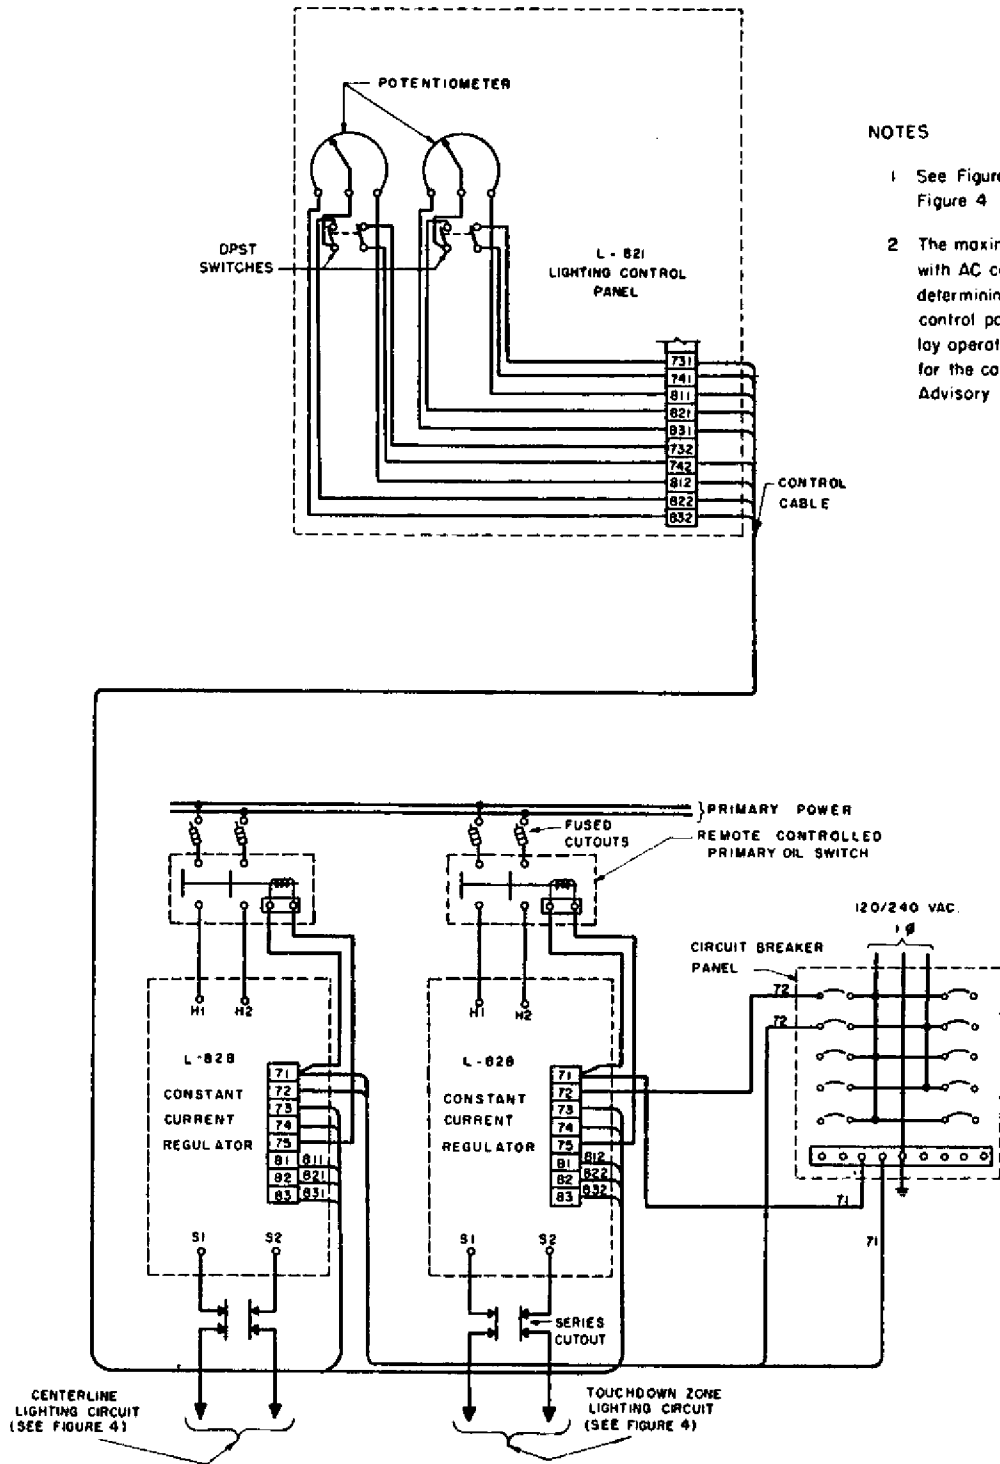 POTENTIOMETER
NOTES
1 See Figure
Figure 4
2 The maxim
with AC c
determinin
control po
lay operat
for the ca
Advisory
DPST
SWITCHES
L - 821
LIGHTING CONTROL
PANEL
731
741
811
821
831
732
742
812
822
832
CONTROL
CABLE
PRIMARY POWER
FUSED
CUTOUTS
REMOTE CONTROLLED
PRIMARY OIL SWITCH
120/240 VAC.
1 Ø
CIRCUIT BREAKER
PANEL
72
72
H1 H2
H1 H2
L-828
CONSTANT
CURRENT
REGULATOR
71
72
73
74
75
81 811
82 821
83 831
L-828
CONSTANT
CURRENT
REGULATOR
71
72
73
74
75
81 812
82 822
83 832
71
71
S1 S2
S1 S2
SERIES
CUTOUT
CENTERLINE
LIGHTING CIRCUIT
(SEE FIGURE 4)
TOUCHDOWN ZONE
LIGHTING CIRCUIT
(SEE FIGURE 4)